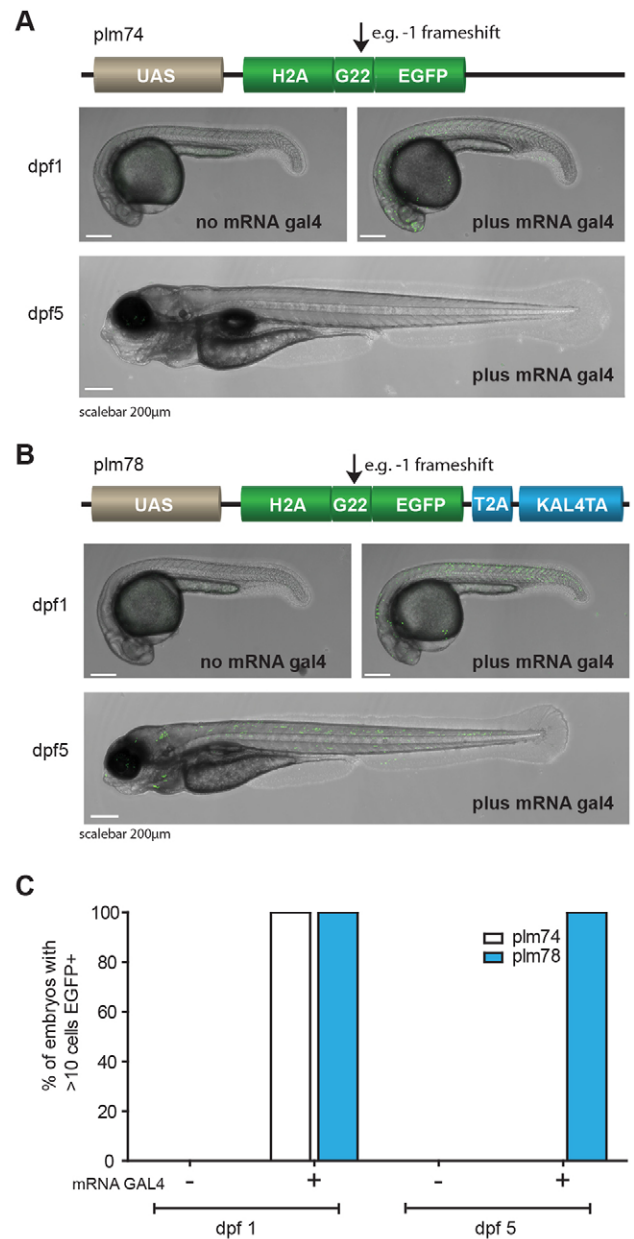 A
plm74
e.g. -1 frameshift
UAS H2A G22 EGFP
dpf1
no mRNA gal4 plus mRNA gal4
dpf5
plus mRNA gal4
scalebar 200µm
B
plm78
e.g. -1 frameshift
UAS H2A G22 EGFP T2A KAL4TA
dpf1
no mRNA gal4 plus mRNA gal4
dpf5
plus mRNA gal4
scalebar 200µm
C
% of embryos with
>10 cells EGFP+
100
80
60
40
20
0
plm74
plm78
mRNA GAL4 - + - +
dpf 1 dpf 5